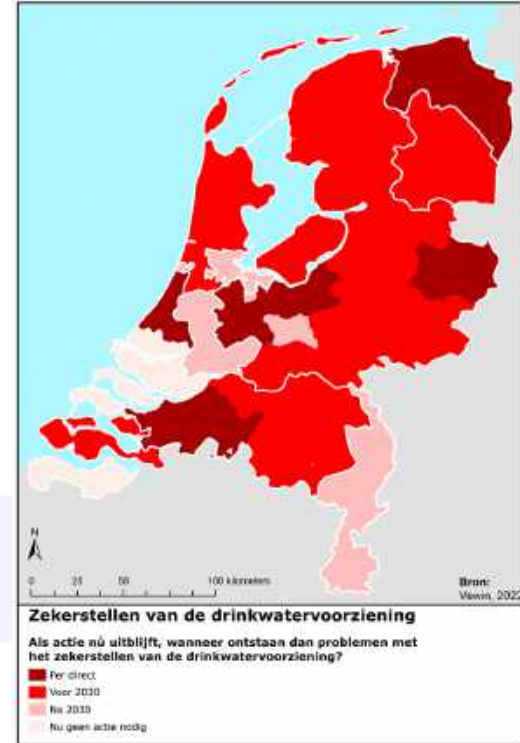 N
0 25 50 100 kilometers
Bron:
Vewin, 2022
Zekerstellen van de drinkwatervoorziening
Als actie nú uitblijft, wanneer ontstaan dan problemen met
het zekerstellen van de drinkwatervoorziening?
Per direct
Voor 2030
Na 2030
Nu geen actie nodig